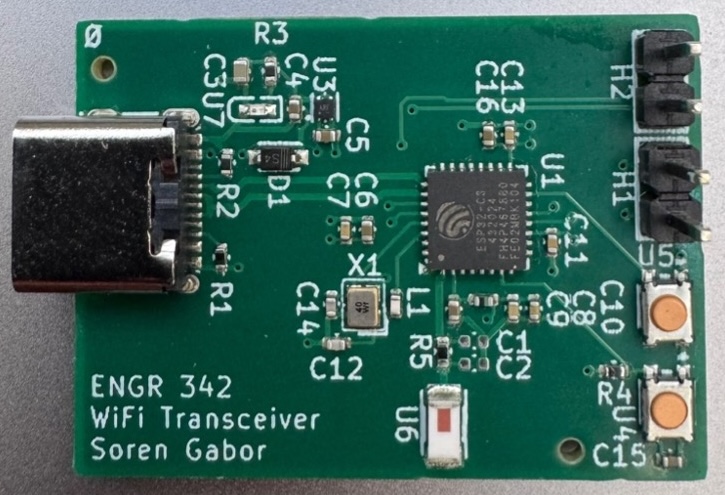 Ø
R3
C3
U7
C4
U3
C5
R2
D1
R1
C7
C6
C16
C13
U1
H2
H1
ESP32-C3
C11
X1
40
C14
C12
L1
R5
C9
C8
C1
C2
U6
U5
C10
R4
U4
C15
ENGR 342
WiFi Transceiver
Soren Gabor